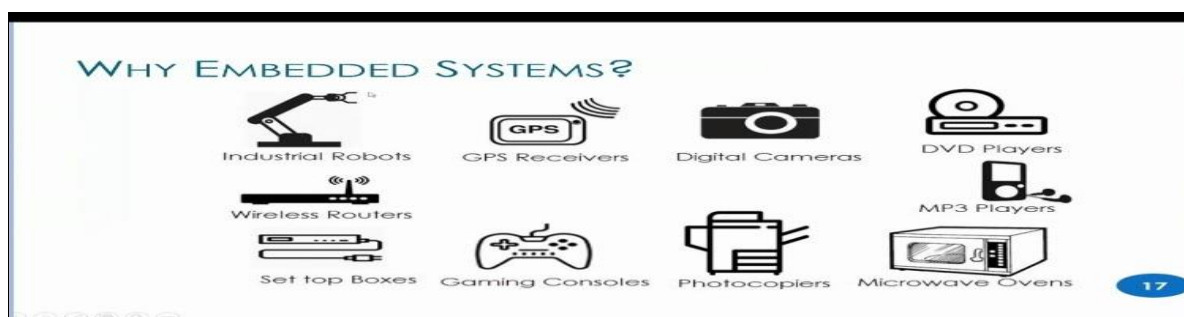 WHY EMBEDDED SYSTEMS?
GPS
Industrial Robots GPS Receivers Digital Cameras DVD Players
Wireless Routers MP3 Players
Set top Boxes Gaming Consoles Photocopiers Microwave Ovens
17